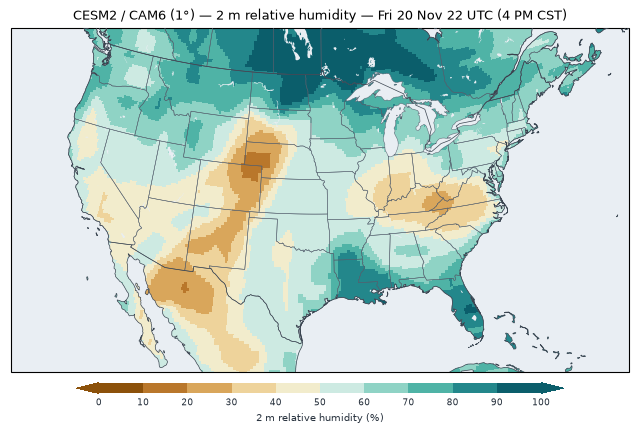 CESM2 / CAM6 (1°) — 2 m relative humidity — Fri 20 Nov 22 UTC (4 PM CST)
0 10 20 30 40 50 60 70 80 90 100
2 m relative humidity (%)